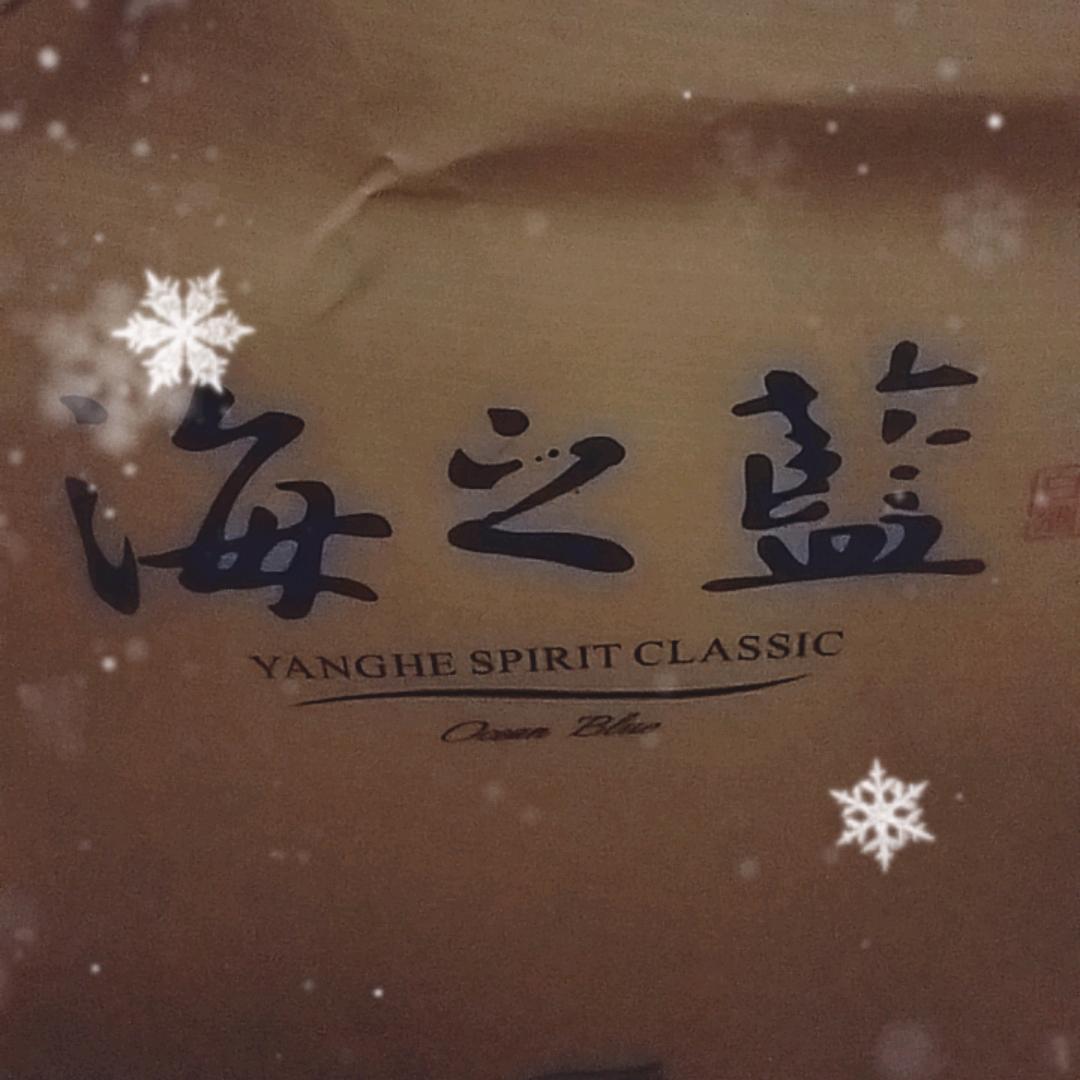 海之藍
YANGHE SPIRIT CLASSIC
Ocean Blue